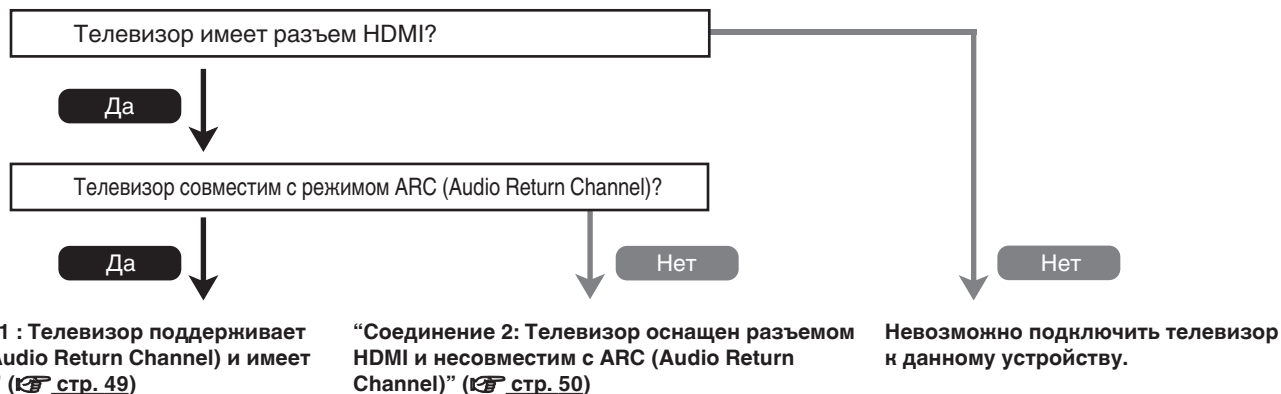 Телевизор имеет разъем HDMI?
Да
Телевизор совместим с режимом ARC (Audio Return Channel)?
Да
Нет
Нет
1 : Телевизор поддерживает
Audio Return Channel) и имеет
” (☞ стр. 49)
“Соединение 2: Телевизор оснащен разъемом
HDMI и несовместим с ARC (Audio Return
Channel)” (☞ стр. 50)
Невозможно подключить телевизор
к данному устройству.